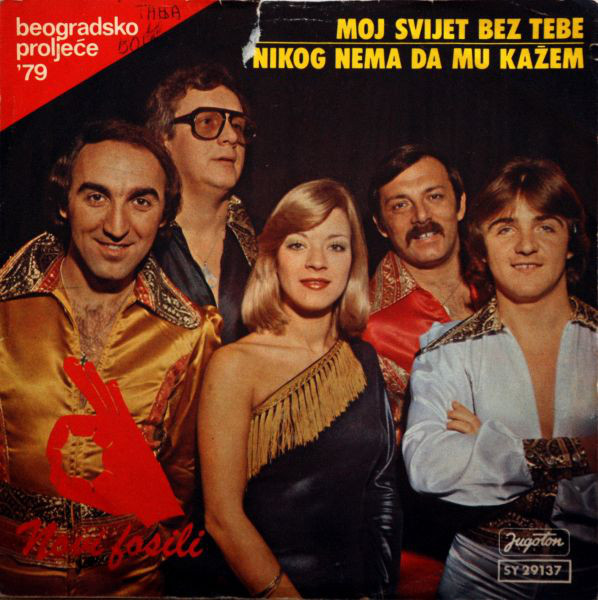 beogradsko
proljeće
'79
MOJ SVIJET BEZ TEBE
NIKOG NEMA DA MU KAŽEM
Novi fosili
Jugoton
SY 29137